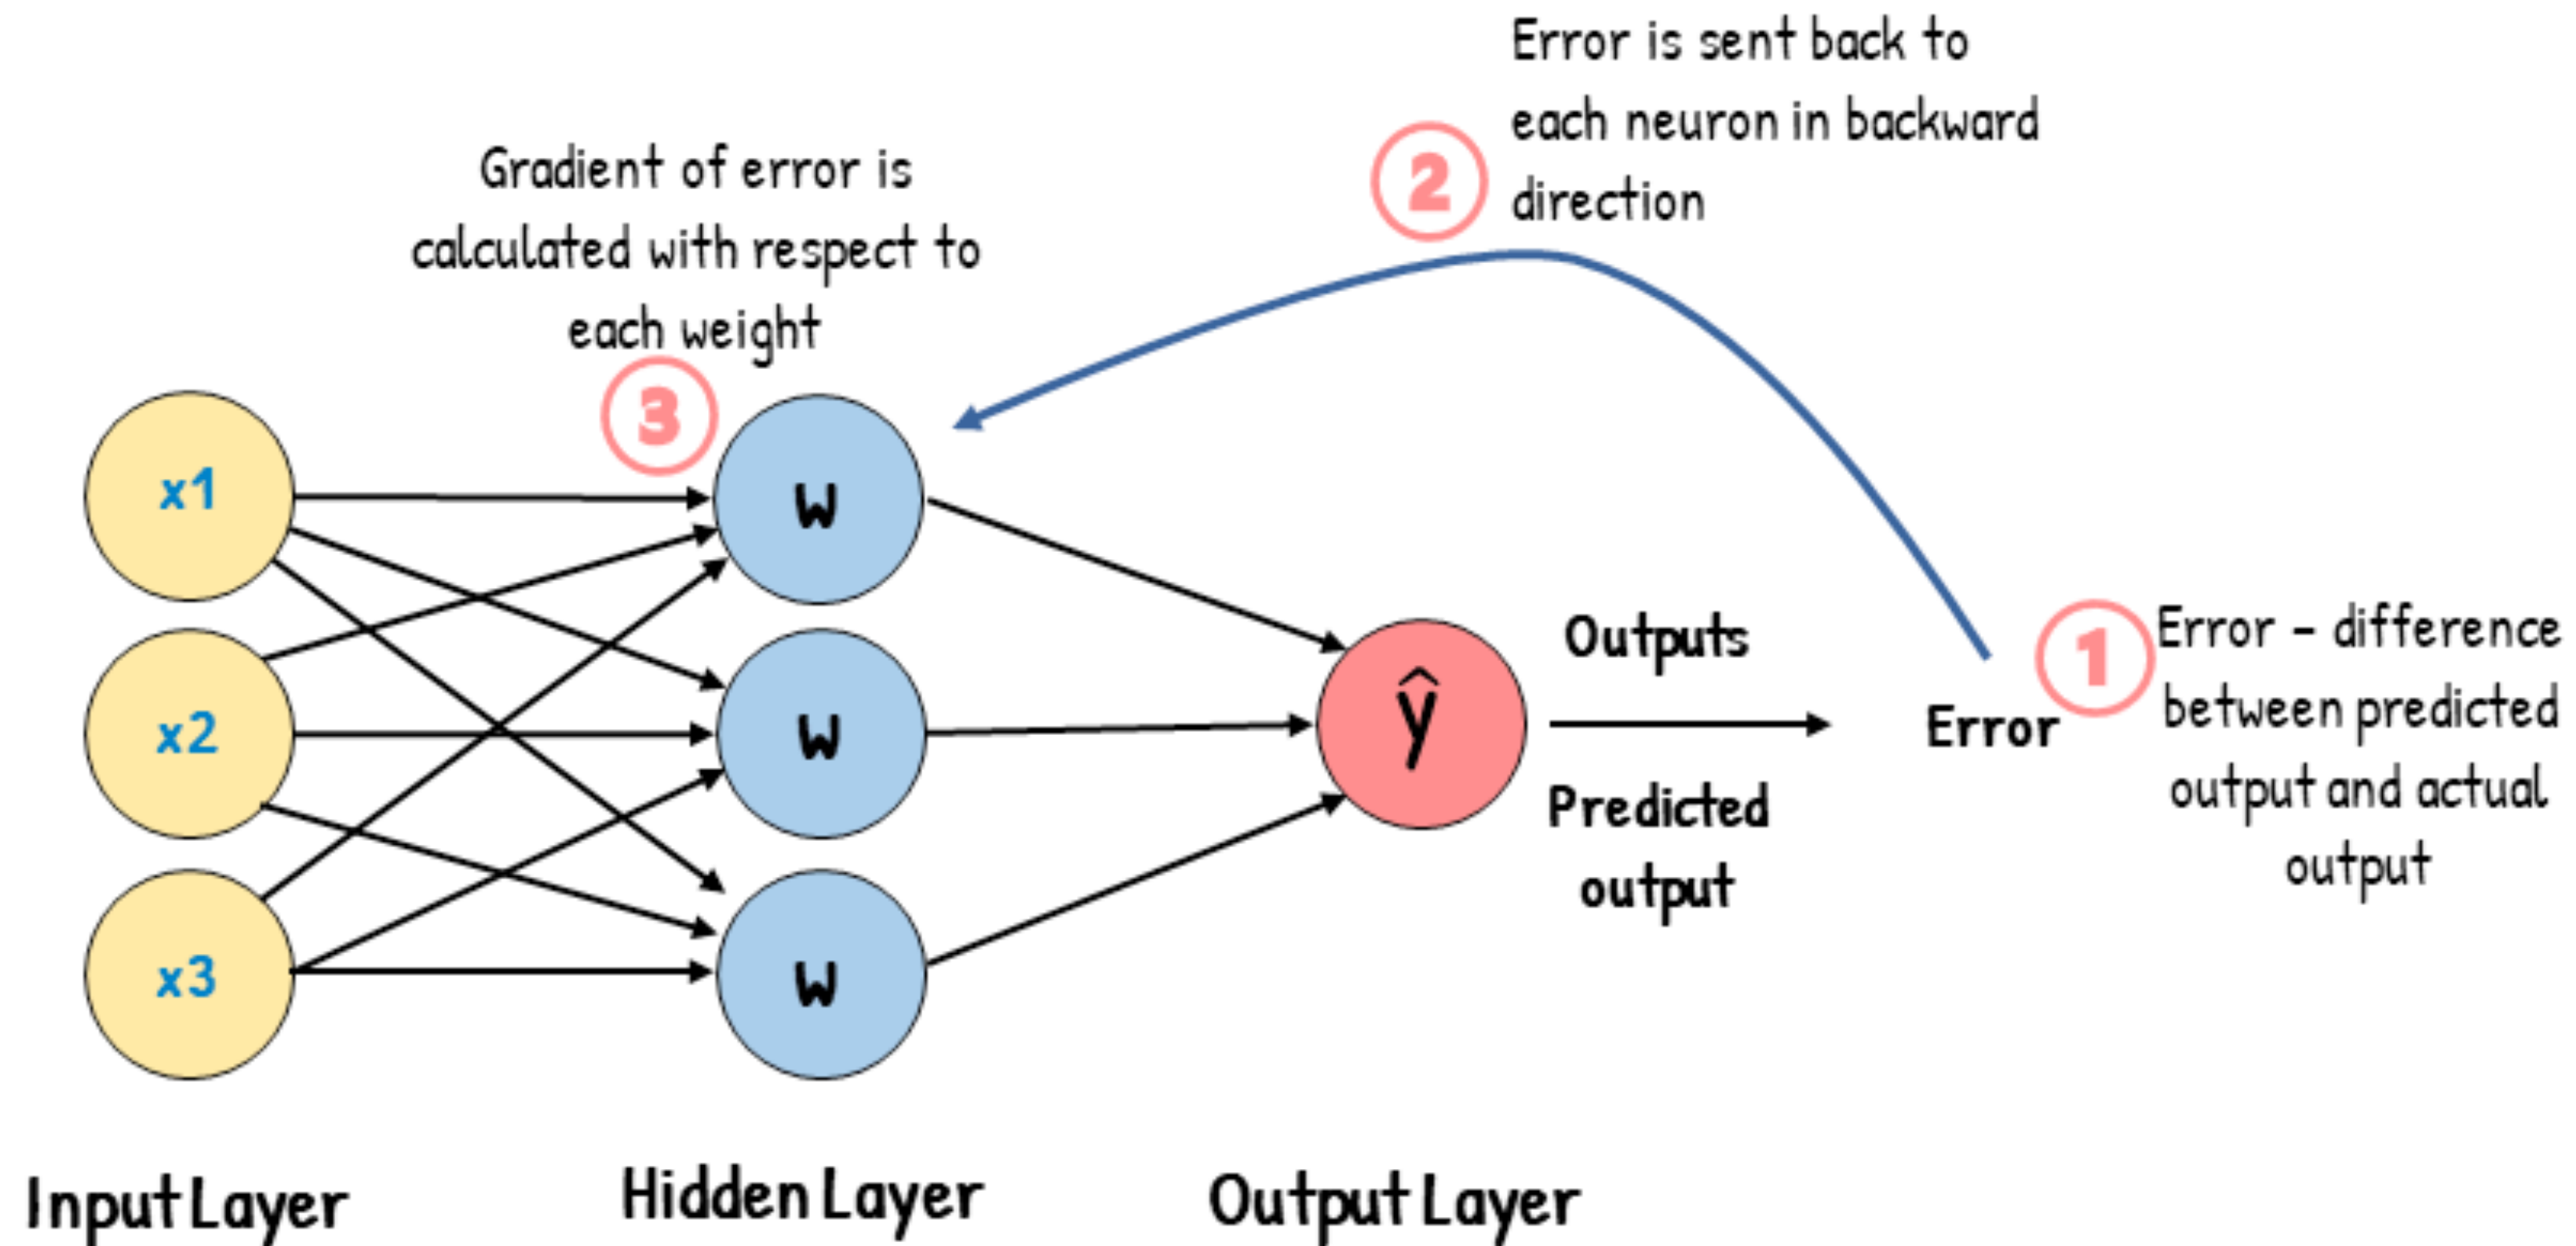 Error is sent back to
each neuron in backward
direction
2
Gradient of error is
calculated with respect to
each weight
3
x1
x2
x3
W
W
W
ŷ
Outputs
Predicted
output
Error
1
Error - difference
between predicted
output and actual
output
Input Layer
Hidden Layer
Output Layer